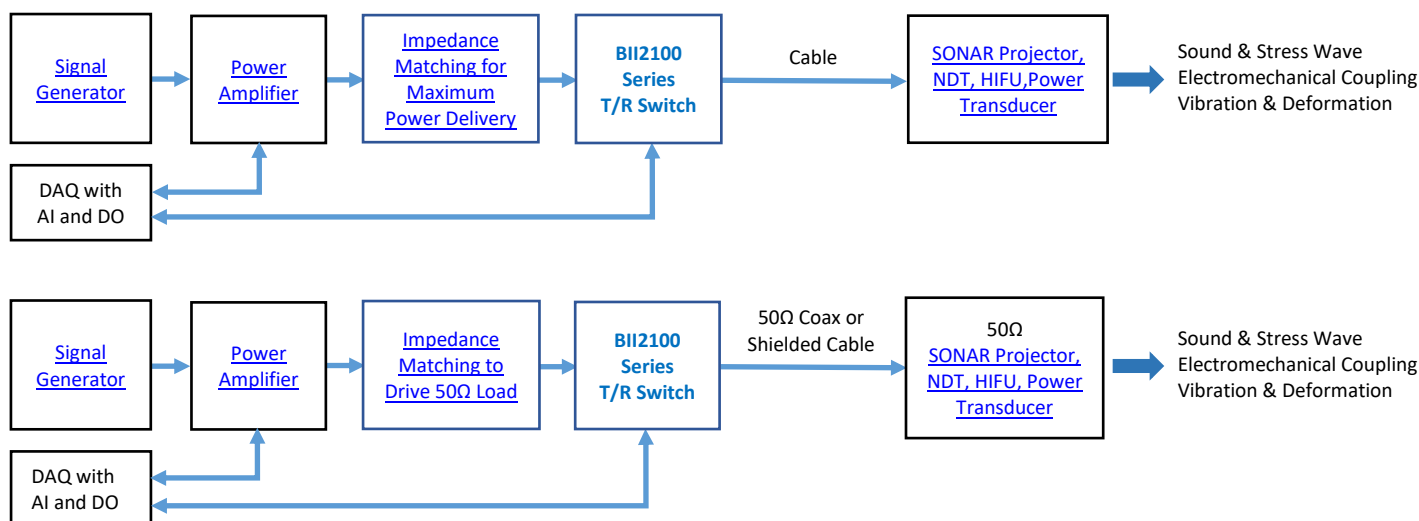 Signal
Generator
Power
Amplifier
Impedance
Matching for
Maximum
Power Delivery
BII2100
Series
T/R Switch
Cable
SONAR Projector,
NDT, HIFU,Power
Transducer
Sound & Stress Wave
Electromechanical Coupling
Vibration & Deformation
DAQ with
AI and DO
Signal
Generator
Power
Amplifier
Impedance
Matching to
Drive 50Ω Load
BII2100
Series
T/R Switch
50Ω Coax or
Shielded Cable
50Ω
SONAR Projector,
NDT, HIFU, Power
Transducer
Sound & Stress Wave
Electromechanical Coupling
Vibration & Deformation
DAQ with
AI and DO